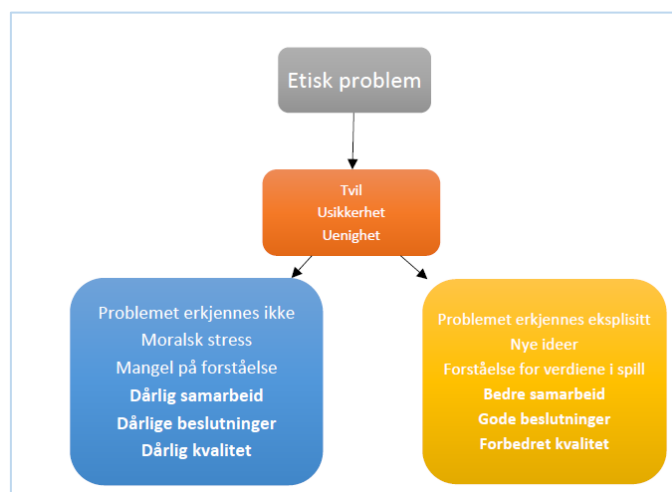 Etisk problem
Tvil
Usikkerhet
Uenighet
Problemet erkjennes ikke
Moralsk stress
Mangel på forståelse
Dårlig samarbeid
Dårlige beslutninger
Dårlig kvalitet
Problemet erkjennes eksplisitt
Nye ideer
Forståelse for verdiene i spill
Bedre samarbeid
Gode beslutninger
Forbedret kvalitet